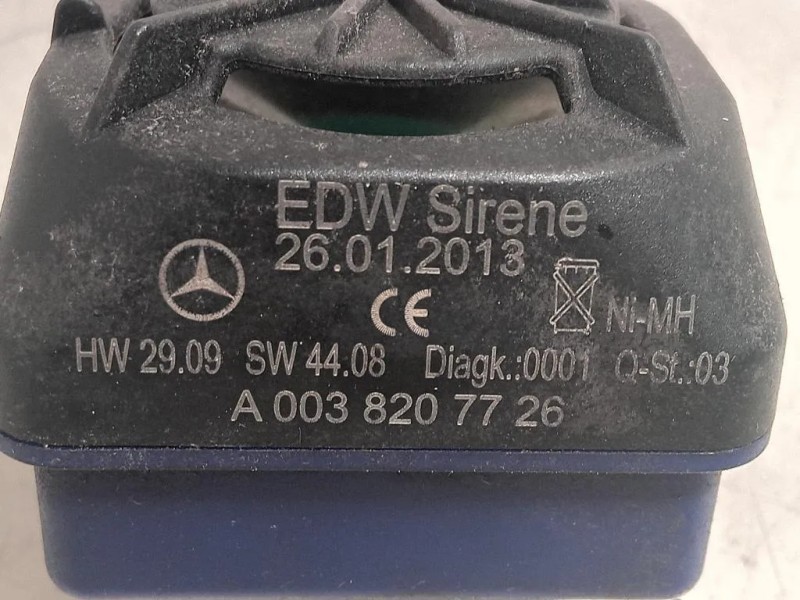 EDW Sirene
26.01.2013
CE
Ni-MH
HW 29.09 SW 44.08 Diagk.:0001 Q-St.:03
A 003 820 77 26